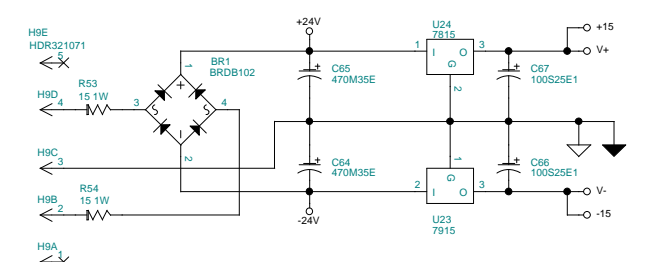 +24V
U24
7815
H9E
HDR321071
5
BR1
BRDB102
1
C65
470M35E
1
I
O
3
G
2
C67
100S25E1
+15
V+
H9D
4
R53
15 1W
3
4
2
H9C
3
C64
470M35E
1
G
2
I
O
3
C66
100S25E1
V-
-15
H9B
2
R54
15 1W
-24V
U23
7915
H9A
1